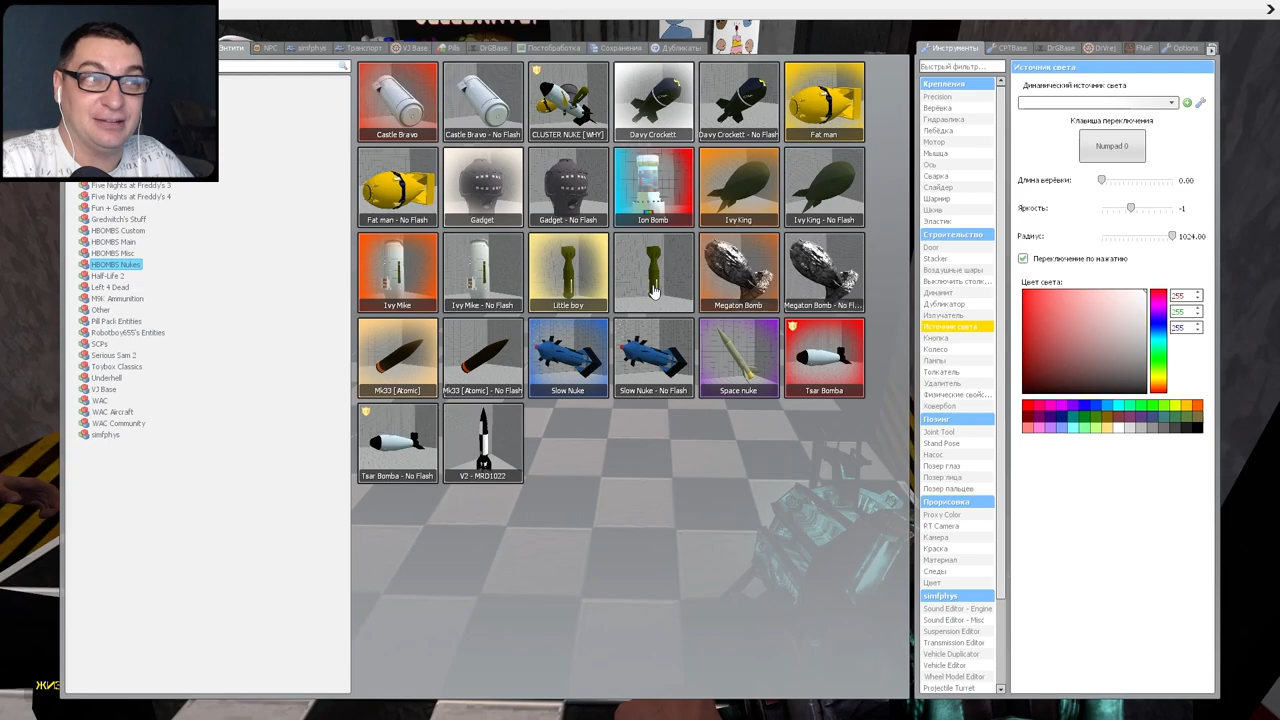 Энтити
NPC
simfphys
Транспорт
VJ Base
Pills
DrGBase
Постобработка
Сохранения
Дубликаты
Five Nights at Freddy's 3
Five Nights at Freddy's 4
Fun + Games
Gredwitch's Stuff
HBOMBS Custom
HBOMBS Main
HBOMBS Misc
HBOMBS Nukes
Half-Life 2
Left 4 Dead
M9K Ammunition
Other
Pill Pack Entities
Robotboy655's Entities
SCPs
Serious Sam 2
Toybox Classics
Underhell
VJ Base
WAC
WAC Aircraft
WAC Community
simfphys
Castle Bravo
Castle Bravo - No Flash
CLUSTER NUKE [WHY]
Davy Crockett
Davy Crockett - No Flash
Fat man
Fat man - No Flash
Gadget
Gadget - No Flash
Ion Bomb
Ivy King
Ivy King - No Flash
Ivy Mike
Ivy Mike - No Flash
Little boy
Megaton Bomb
Megaton Bomb - No Fl...
Mk33 [Atomic]
Mk33 [Atomic] - No Flash
Slow Nuke
Slow Nuke - No Flash
Space nuke
Tsar Bomba
Tsar Bomba - No Flash
V2 - MRD1022
Инструменты
CPTBase
DrGBase
DrVrej
FNaF
Options
Быстрый фильтр...
Крепления
Precision
Верёвка
Гидравлика
Лебёдка
Мотор
Мышца
Ось
Сварка
Слайдер
Шарнир
Шкив
Эластик
Строительство
Door
Stacker
Воздушные шары
Выключить столк...
Динамит
Дубликатор
Излучатель
Источник света
Кнопка
Колесо
Лампы
Толкатель
Удалитель
Физические свойс...
Ховербол
Позинг
Joint Tool
Stand Pose
Насос
Позер глаз
Позер лица
Позер пальцев
Прорисовка
Proxy Color
RT Camera
Камера
Краска
Материал
Следы
Цвет
simfphys
Sound Editor - Engine
Sound Editor - Misc
Suspension Editor
Transmission Editor
Vehicle Duplicator
Vehicle Editor
Wheel Model Editor
Projectile Turret
Источник света
Динамический источник света
Клавиша переключения
Numpad 0
Длина верёвки: 0.00
Яркость: -1
Радиус: 1024.00
Переключение по нажатию
Цвет света:
255
255
255